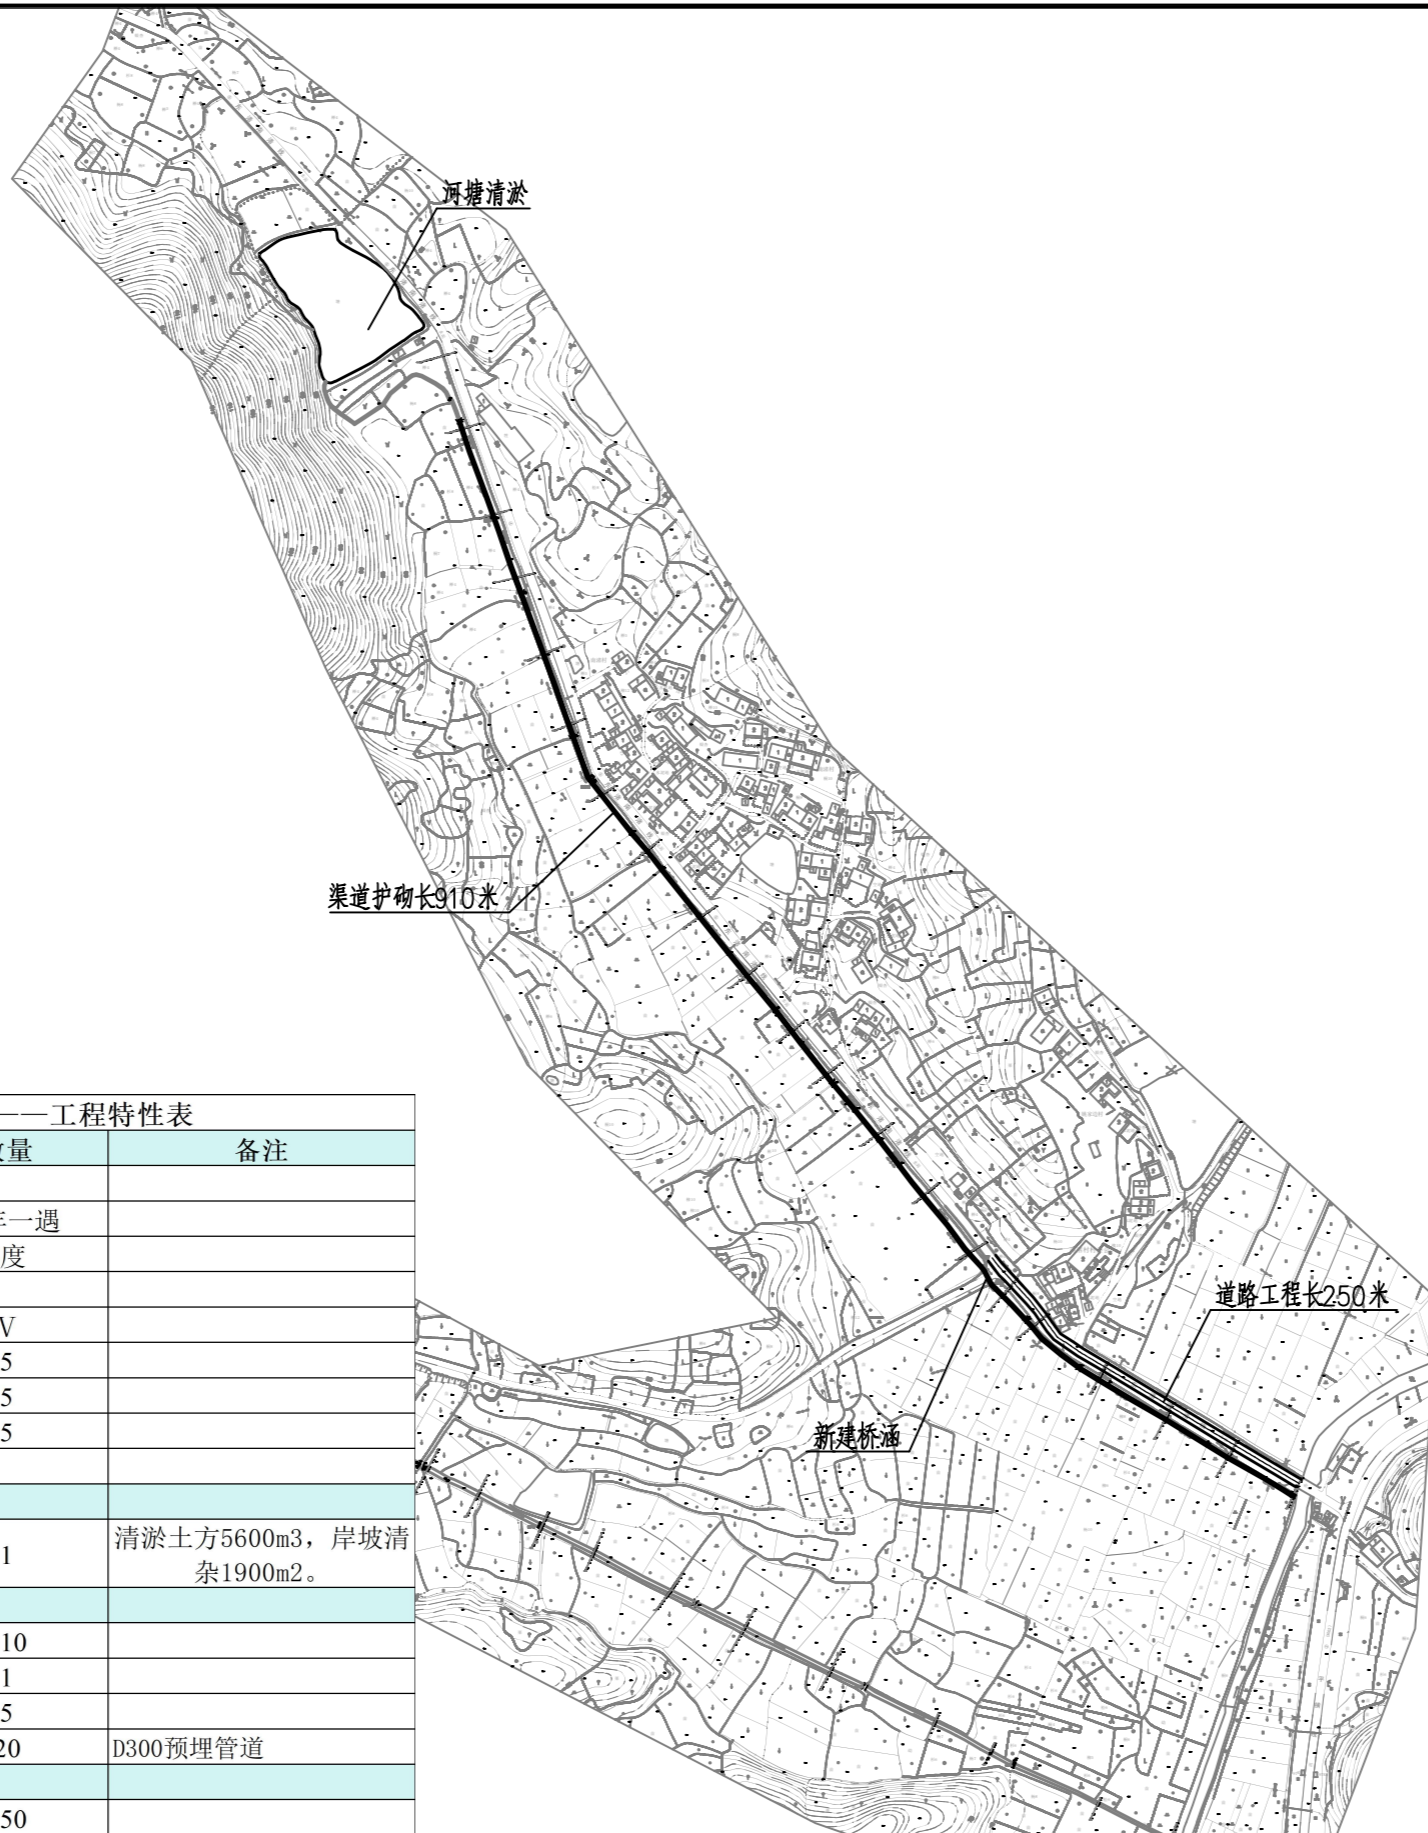 河塘清淤
渠道护砌长910米
道路工程长250米
新建桥涵
——工程特性表
数量 备注
年一遇
度
V
5
5
5
1 清淤土方5600m3，岸坡清
杂1900m2。
10
1
5
20 D300预埋管道
50